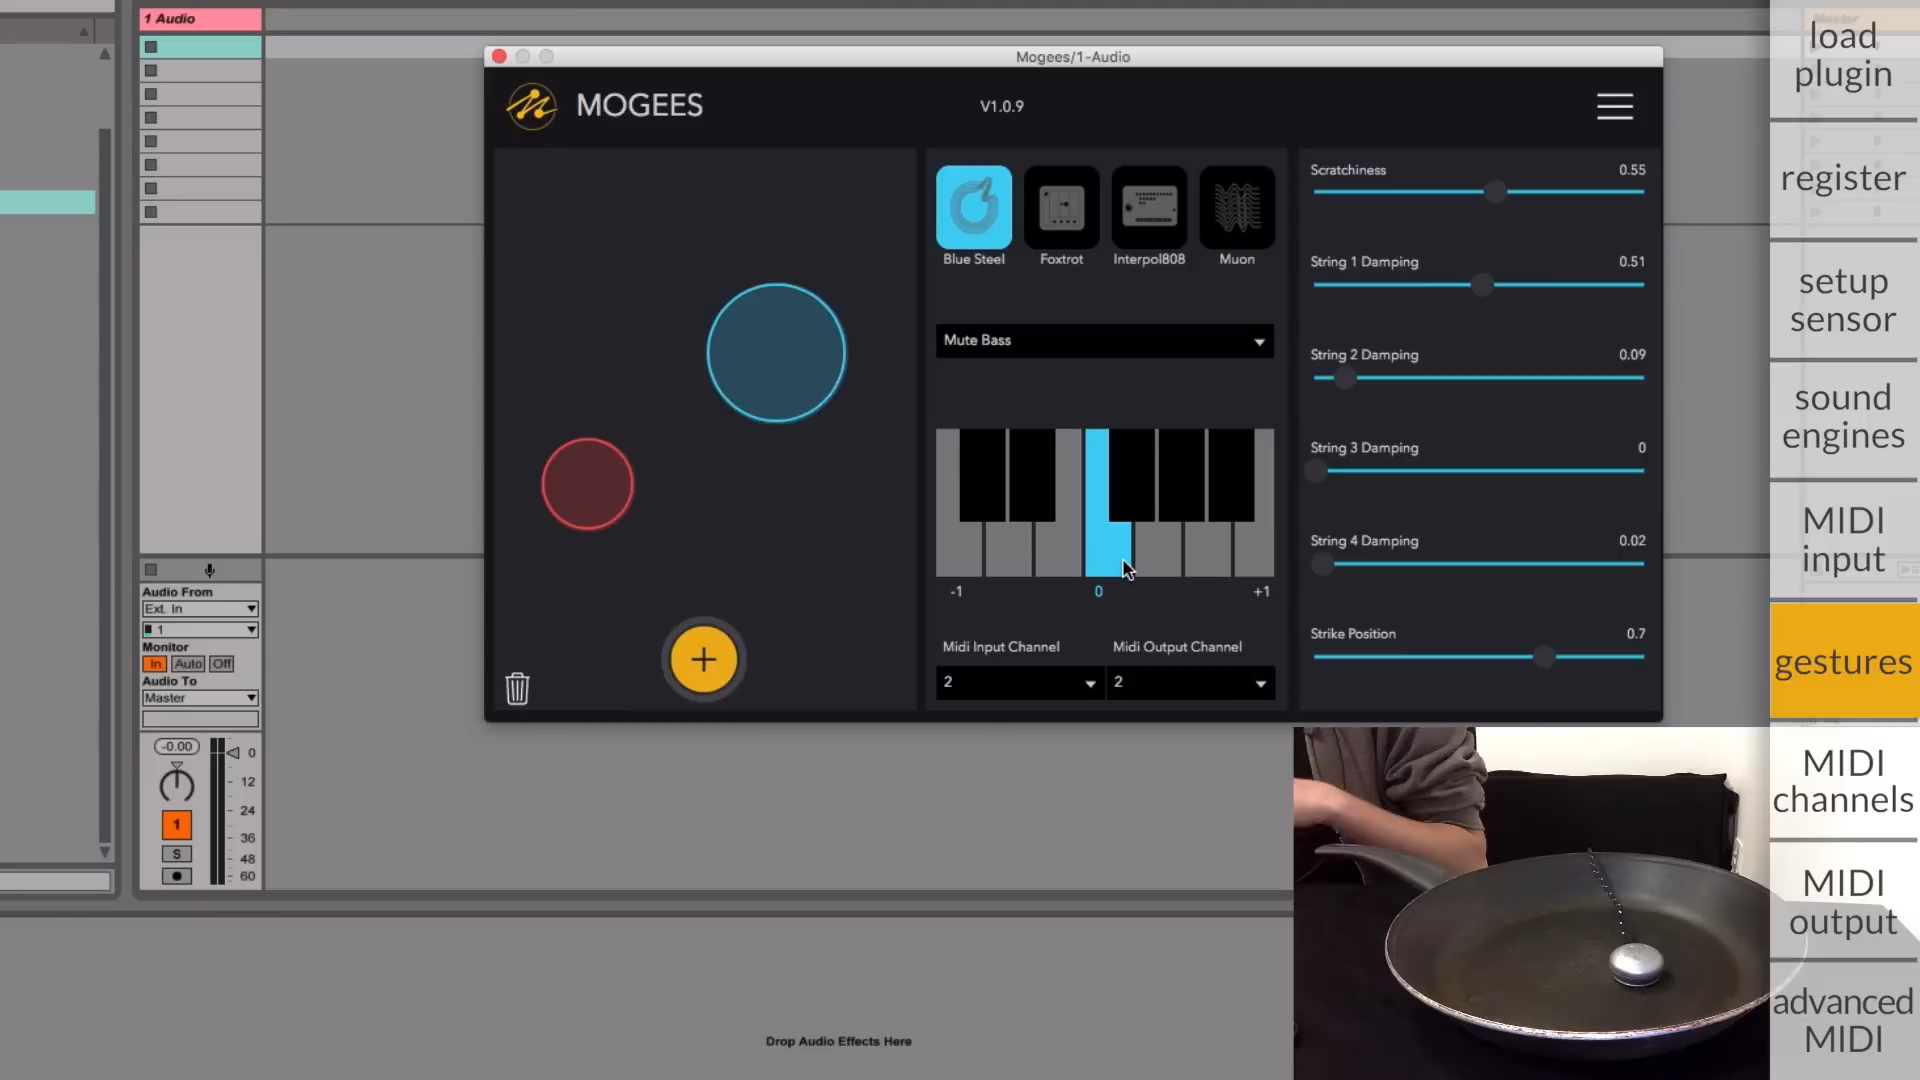 1 Audio
Mogees/1-Audio
MOGEES
V1.0.9
Blue Steel
Foxtrot
Interpol808
Muon
Mute Bass
-1
0
+1
Midi Input Channel
Midi Output Channel
2
2
Scratchiness
0.55
String 1 Damping
0.51
String 2 Damping
0.09
String 3 Damping
0
String 4 Damping
0.02
Strike Position
0.7
Audio From
Ext. In
1
Monitor
In
Auto
Off
Audio To
Master
-0.00
0
12
24
36
48
60
1
S
Drop Audio Effects Here
load
plugin
register
setup
sensor
sound
engines
MIDI
input
gestures
MIDI
channels
MIDI
output
advanced
MIDI